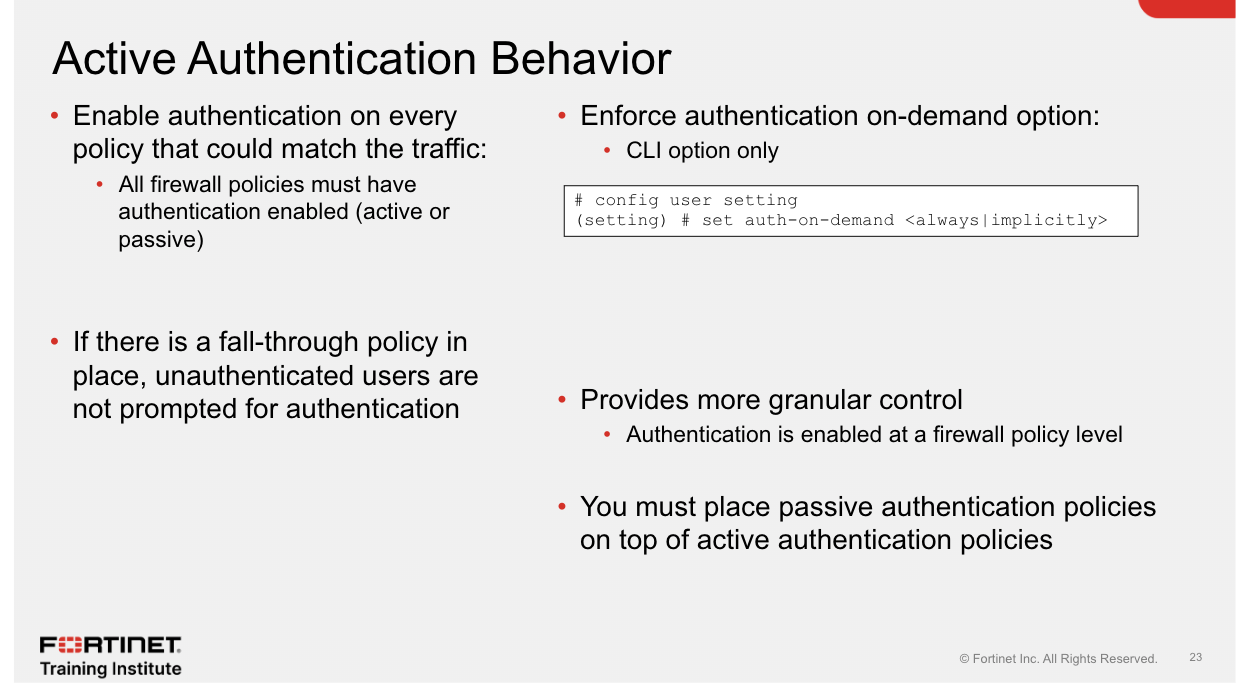 Active Authentication Behavior
• Enable authentication on every
policy that could match the traffic:
• All firewall policies must have
authentication enabled (active or
passive)
• If there is a fall-through policy in
place, unauthenticated users are
not prompted for authentication
• Enforce authentication on-demand option:
• CLI option only
# config user setting
(setting) # set auth-on-demand <always|implicitly>
• Provides more granular control
• Authentication is enabled at a firewall policy level
• You must place passive authentication policies
on top of active authentication policies
FORTINET
Training Institute
© Fortinet Inc. All Rights Reserved.
23